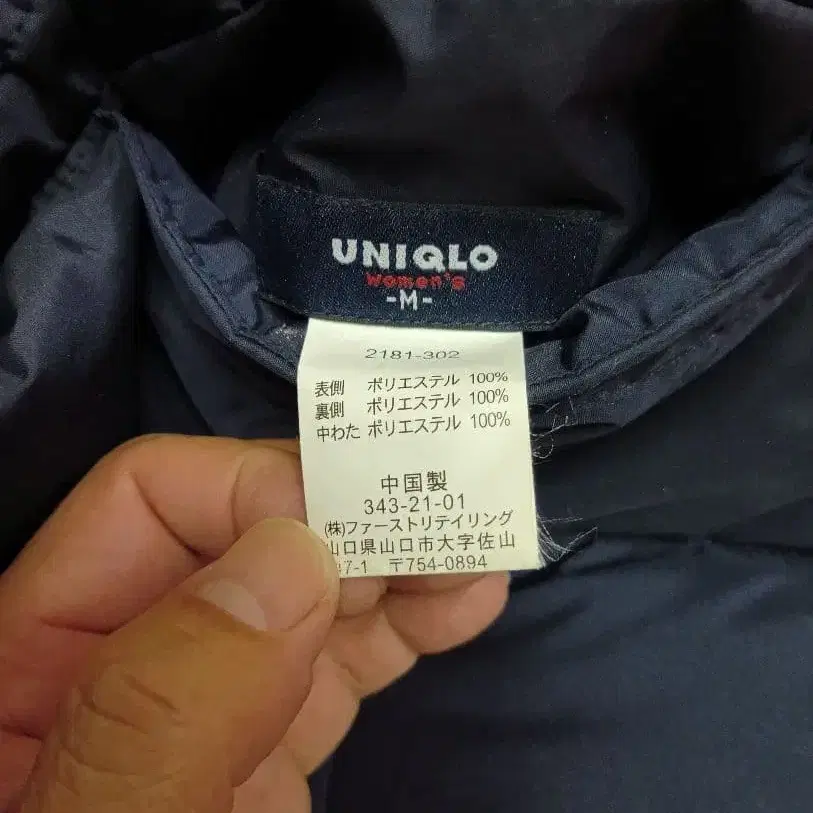 UNIQLO
Women's
-M-
2181-302
表側 ポリエステル 100%
裏側 ポリエステル 100%
中わた ポリエステル 100%
中国製
343-21-01
(株)ファーストリテイリング
山口県山口市大字佐山
7-1 〒754-0894